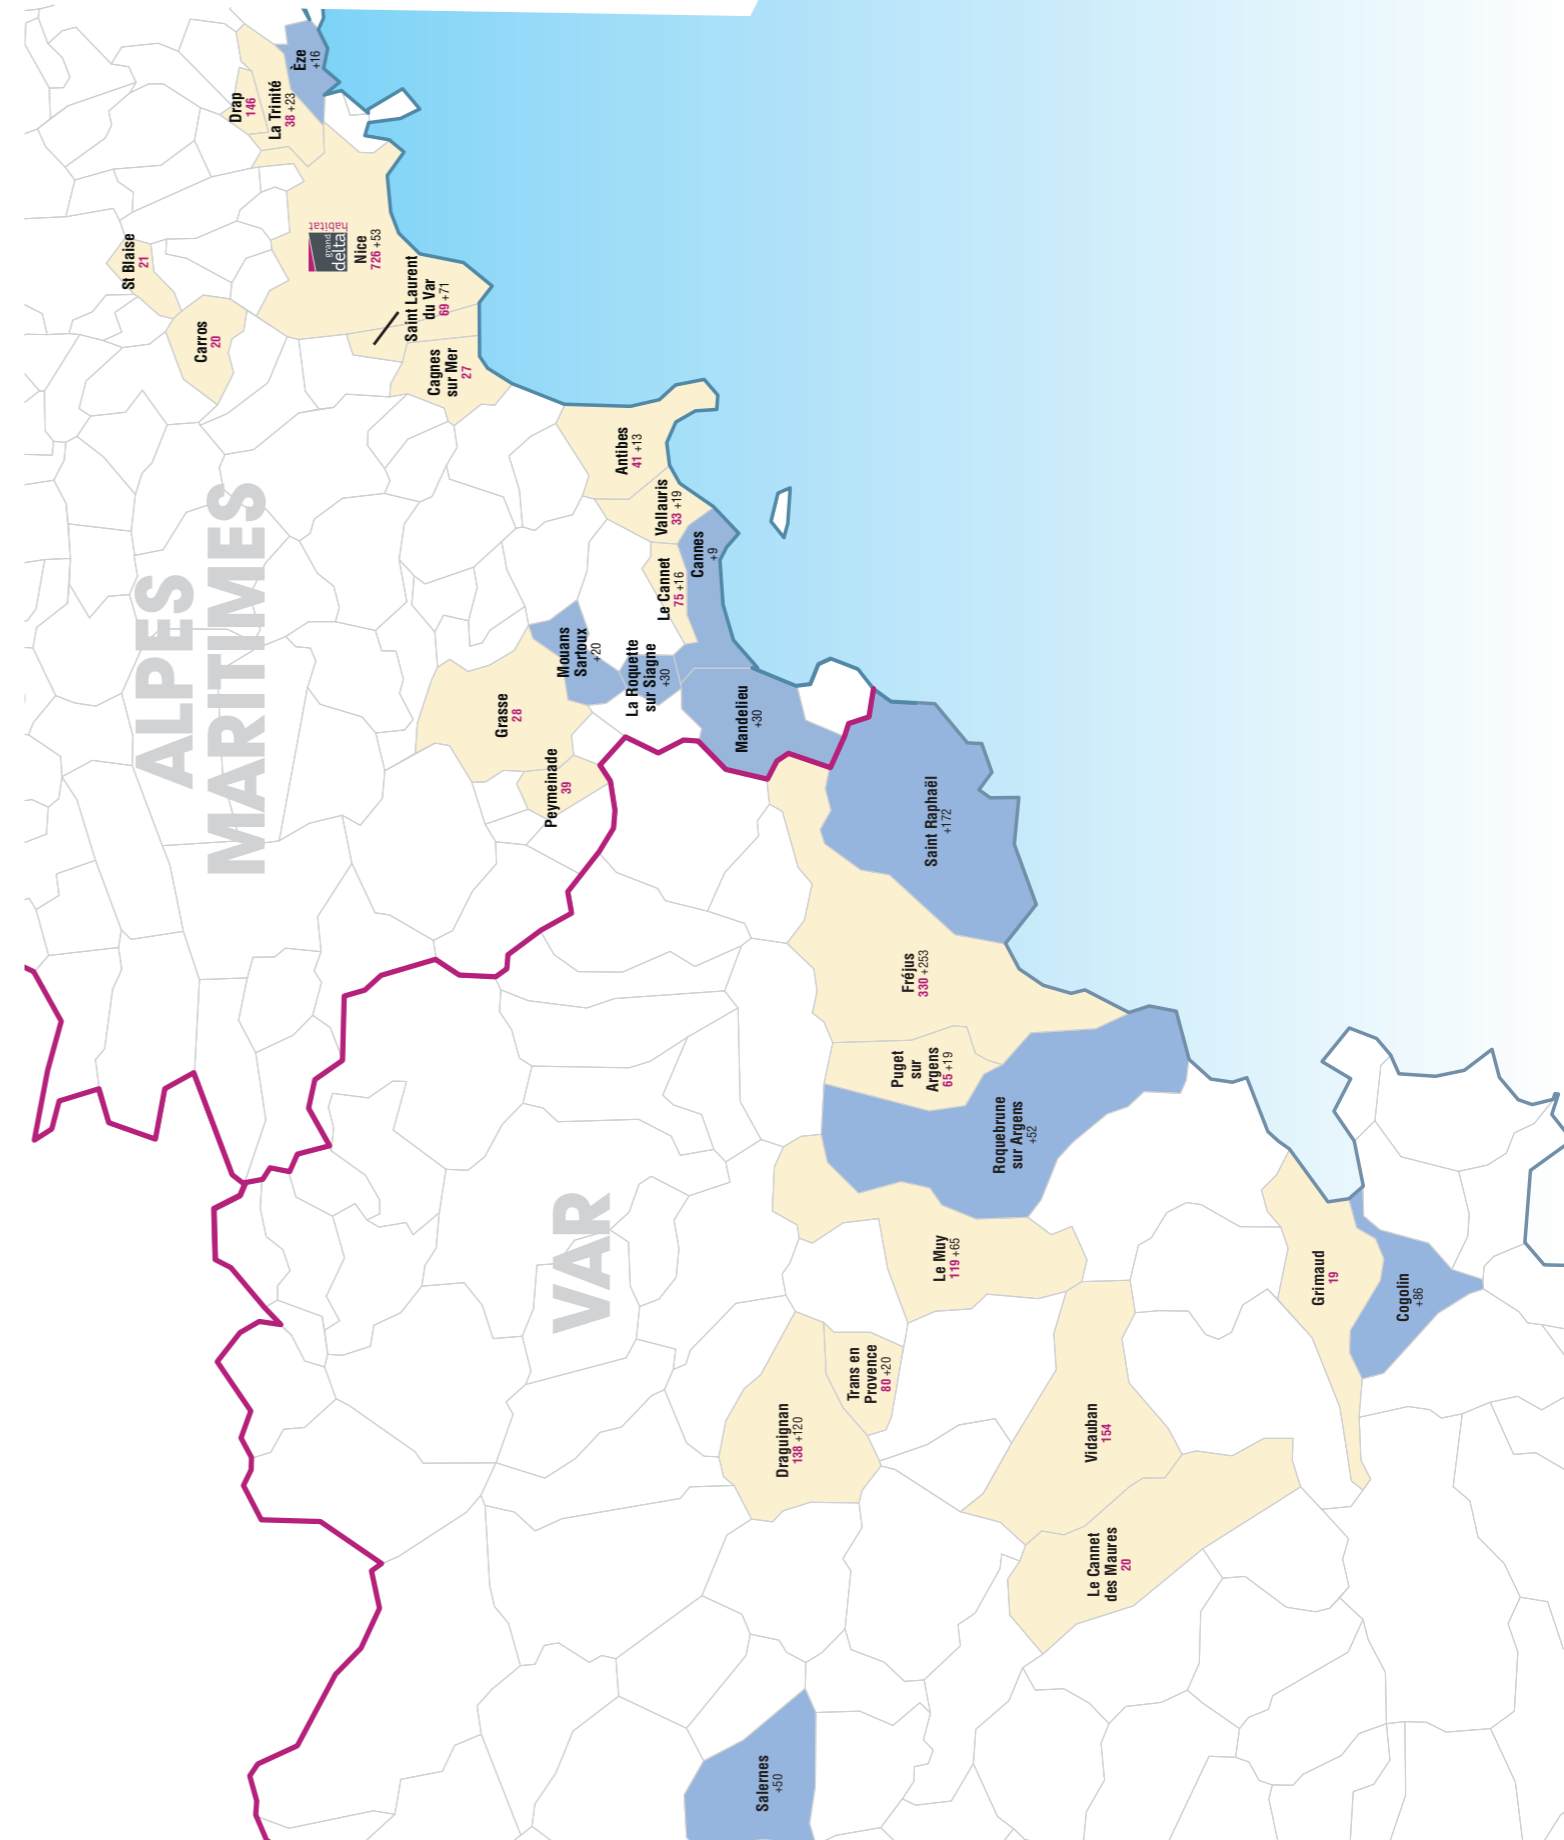 ALPES
MARITIMES
VAR
Èze
+16
Drap
146
La Trinité
38 +23
St Blaise
21
Carros
20
grand
delta
habitat
Nice
726 +53
Saint Laurent
du Var
69 +71
Cagnes
sur Mer
27
Antibes
41 +13
Vallauris
33 +19
Le Cannet
75 +16
Cannes
+9
Mouans
Sartoux
+20
La Roquette
sur Siagne
+30
Mandelieu
+30
Grasse
28
Peymeinade
39
Saint Raphaël
+172
Fréjus
330 +253
Puget
sur
Argens
65 +19
Roquebrune
sur Argens
+52
Le Muy
119 +65
Trans en
Provence
80 +20
Draguignan
138 +120
Vidauban
154
Le Cannet
des Maures
20
Grimaud
19
Cogolin
+86
Salernes
+50